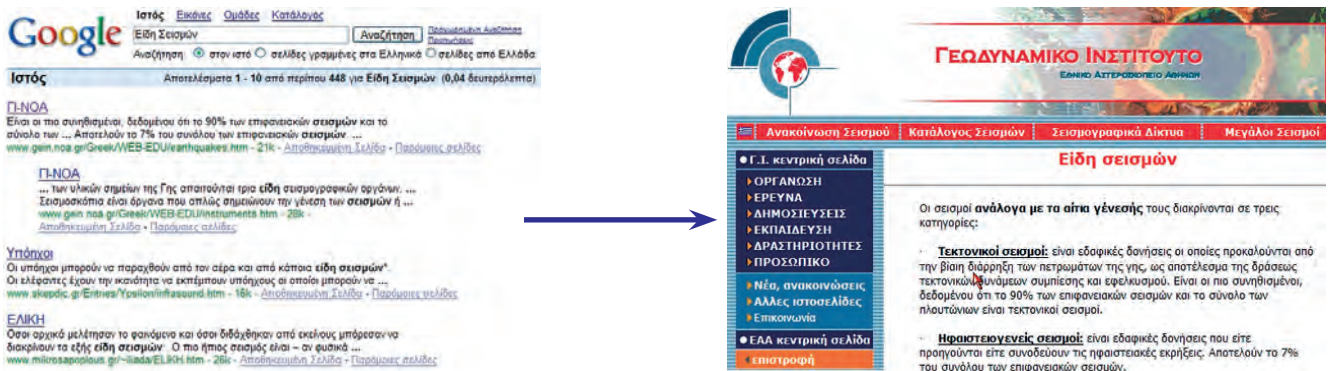 Google
Ιστός Εικόνες Ομάδες Κατάλογος
Είδη Σεισμών Αναζήτηση
Αναζήτηση: στον ιστό σελίδες γραμμένες στα Ελληνικά σελίδες από Ελλάδα
Ιστός Αποτελέσματα 1 - 10 από περίπου 448 για Είδη Σεισμών (0,04 δευτερόλεπτα)
ΓΙ-ΝΟΑ
Είναι οι πιο συνηθισμένοι, δεδομένου ότι το 90% των επιφανειακών σεισμών και το
σύνολο των ... Αποτελούν το 7% του συνόλου των επιφανειακών σεισμών. ...
www.gein.noa.gr/Greek/WEB-EDU/earthquakes.htm - 21k - Αποθηκευμένη Σελίδα - Παρόμοιες σελίδες
ΓΙ-ΝΟΑ
... των υλικών σημείων της Γης απαιτούνται τρια είδη σεισμογραφικών οργάνων. ...
Σεισμοσκόπια είναι όργανα που απλώς σημειώνουν την γένεση των σεισμών ή ...
www.gein.noa.gr/Greek/WEB-EDU/instruments.htm - 28k -
Αποθηκευμένη Σελίδα - Παρόμοιες σελίδες
Υπόηχοι
Οι υπόηχοι μπορούν να παραχθούν από τον αέρα και από κάποια είδη σεισμών*.
Οι ελέφαντες έχουν την ικανότητα να εκπέμπουν υπόηχους οι οποίοι μπορούν να ...
www.skepdic.gr/Entries/Ypsilon/infrasound.htm - 16k - Αποθηκευμένη Σελίδα - Παρόμοιες σελίδες
ΕΛΙΚΗ
Οσοι αρχικά μελέτησαν το φαινόμενο και όσοι διδάχθηκαν από εκείνους μπόρεσαν να
διακρίνουν τα εξής είδη σεισμών: Ο πιο ήπιος σεισμός είναι – αν φυσικά ...
www.mikrosapoplous.gr/~iliada/ELIKH.htm - 26k - Αποθηκευμένη Σελίδα - Παρόμοιες σελίδες
ΓΕΩΔΥΝΑΜΙΚΟ ΙΝΣΤΙΤΟΥΤΟ
ΕΘΝΙΚΟ ΑΣΤΕΡΟΣΚΟΠΕΙΟ ΑΘΗΝΩΝ
Ανακοίνωση Σεισμού Κατάλογος Σεισμών Σεισμογραφικά Δίκτυα Μεγάλοι Σεισμοί
Γ.Ι. κεντρική σελίδα
ΟΡΓΑΝΩΣΗ
ΕΡΕΥΝΑ
ΔΗΜΟΣΙΕΥΣΕΙΣ
ΕΚΠΑΙΔΕΥΣΗ
ΔΡΑΣΤΗΡΙΟΤΗΤΕΣ
ΠΡΟΣΩΠΙΚΟ
Νέα, ανακοινώσεις
Αλλες ιστοσελίδες
Επικοινωνία
ΕΑΑ κεντρική σελίδα
επιστροφή
Είδη σεισμών
Οι σεισμοί ανάλογα με τα αίτια γένεσής τους διακρίνονται σε τρεις
κατηγορίες:
· Τεκτονικοί σεισμοί: είναι εδαφικές δονήσεις οι οποίες προκαλούνται από
την βίαιη διάρρηξη των πετρωμάτων της γης, ως αποτέλεσμα της δράσεως
τεκτονικών δυνάμεων συμπίεσης και εφελκυσμού. Είναι οι πιο συνηθισμένοι,
δεδομένου ότι το 90% των επιφανειακών σεισμών και το σύνολο των
πλουτώνιων είναι τεκτονικοί σεισμοί.
· Ηφαιστειογενείς σεισμοί: είναι εδαφικές δονήσεις που είτε
προηγούνται είτε συνοδεύουν τις ηφαιστειακές εκρήξεις. Αποτελούν το 7%
του συνόλου των επιφανειακών σεισμών.